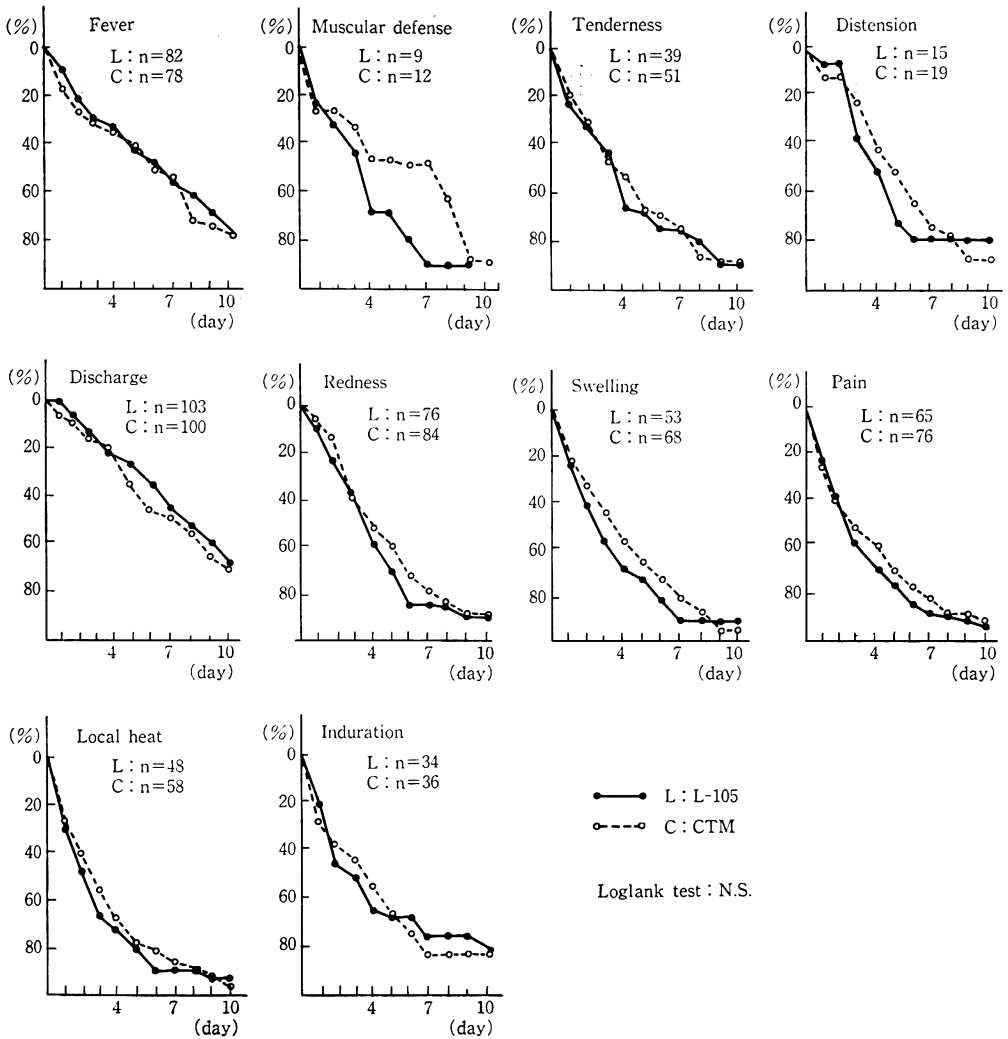 (%) Fever
L：n=82
C：n=78
0
20
40
60
80
4 7 10
(day)
(%) Muscular defense
L：n=9
C：n=12
0
20
40
60
80
4 7 10
(day)
(%) Tenderness
L：n=39
C：n=51
0
20
40
60
80
4 7 10
(day)
(%) Distension
L：n=15
C：n=19
0
20
40
60
80
4 7 10
(day)
(%) Discharge
L：n=103
C：n=100
0
20
40
60
80
4 7 10
(day)
(%) Redness
L：n=76
C：n=84
0
20
40
60
80
4 7 10
(day)
(%) Swelling
L：n=53
C：n=68
0
20
40
60
80
4 7 10
(day)
(%) Pain
L：n=65
C：n=76
0
20
40
60
80
4 7 10
(day)
(%) Local heat
L：n=48
C：n=58
0
20
40
60
80
4 7 10
(day)
(%) Induration
L：n=34
C：n=36
0
20
40
60
80
4 7 10
(day)
L：L-105
C：CTM
Loglank test：N.S.